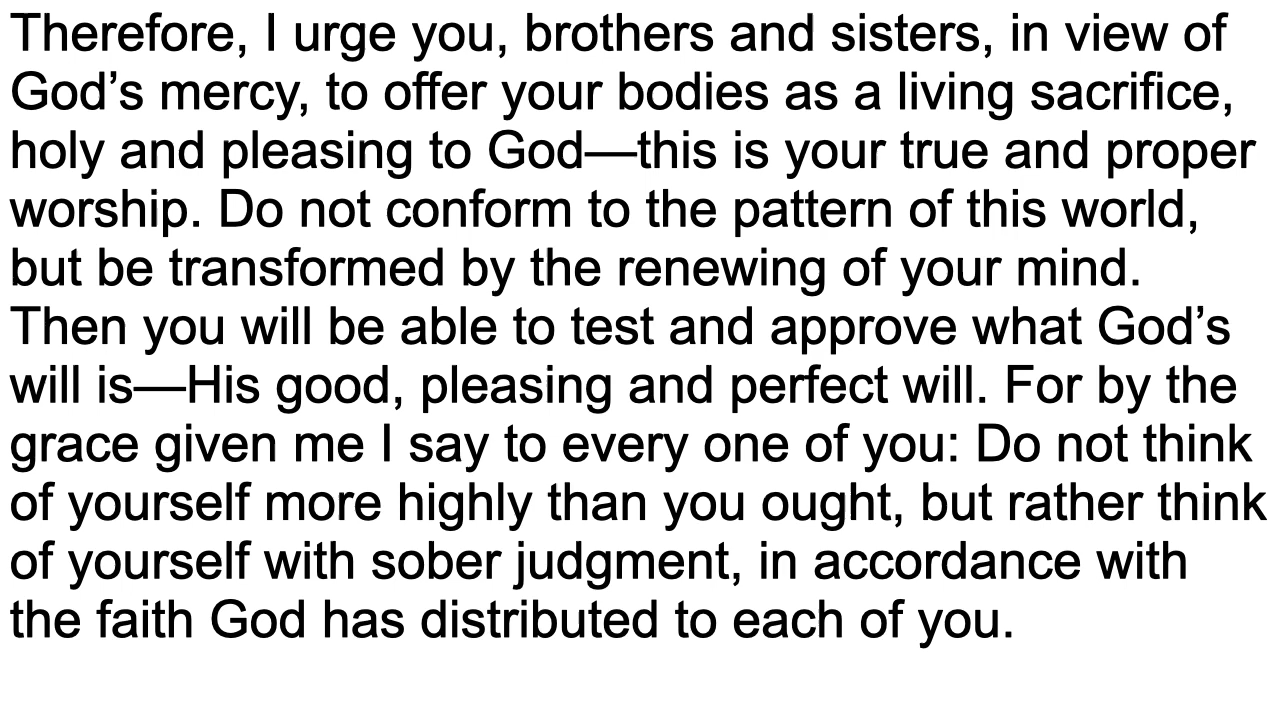 Therefore, I urge you, brothers and sisters, in view of
God’s mercy, to offer your bodies as a living sacrifice,
holy and pleasing to God—this is your true and proper
worship. Do not conform to the pattern of this world,
but be transformed by the renewing of your mind.
Then you will be able to test and approve what God’s
will is—His good, pleasing and perfect will. For by the
grace given me I say to every one of you: Do not think
of yourself more highly than you ought, but rather think
of yourself with sober judgment, in accordance with
the faith God has distributed to each of you.